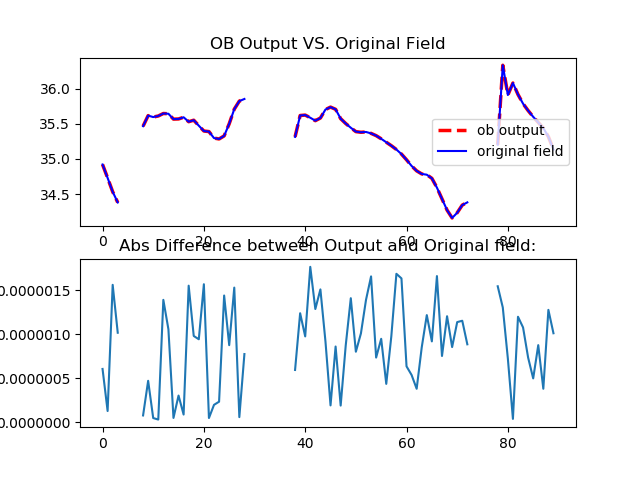 OB Output VS. Original Field
36.0
35.5
35.0
34.5
ob output
original field
0 20 40 60 80
Abs Difference between Output and Original field:
0.0000015
0.0000010
0.0000005
0.0000000
0 20 40 60 80